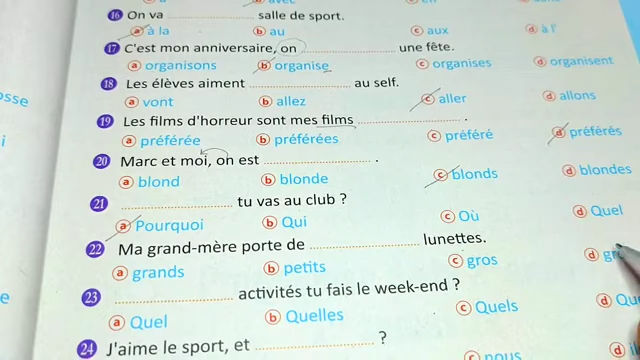 16 On va ............ salle de sport.
a à la b au c aux d à l'
17 C'est mon anniversaire, on ............ une fête.
a organisons b organise c organises d organisent
18 Les élèves aiment ............ au self.
a vont b allez c aller d allons
19 Les films d'horreur sont mes films ............ .
a préférée b préférées c préféré d préférés
20 Marc et moi, on est ............ .
a blond b blonde c blonds d blondes
21 ............ tu vas au club ?
a Pourquoi b Qui c Où d Quel
22 Ma grand-mère porte de ............ lunettes.
a grands b petits c gros d
23 ............ activités tu fais le week-end ?
a Quel b Quelles c Quels d
24 J'aime le sport, et ............ ?
c nous d